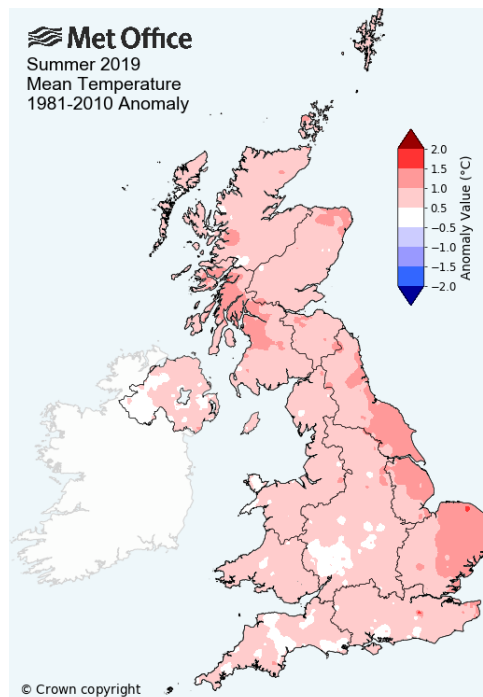 Met Office
Summer 2019
Mean Temperature
1981-2010 Anomaly
2.0
1.5
1.0
0.5
−0.5
−1.0
−1.5
−2.0
Anomaly Value (°C)
© Crown copyright